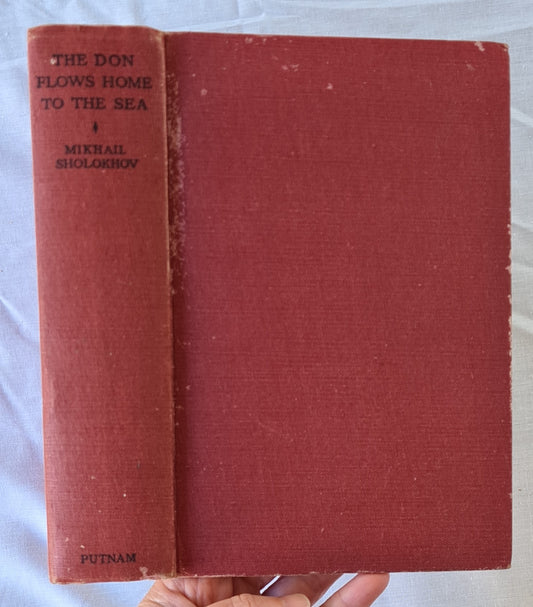 THE DON
FLOWS HOME
TO THE SEA
MIKHAIL
SHOLOKHOV
PUTNAM